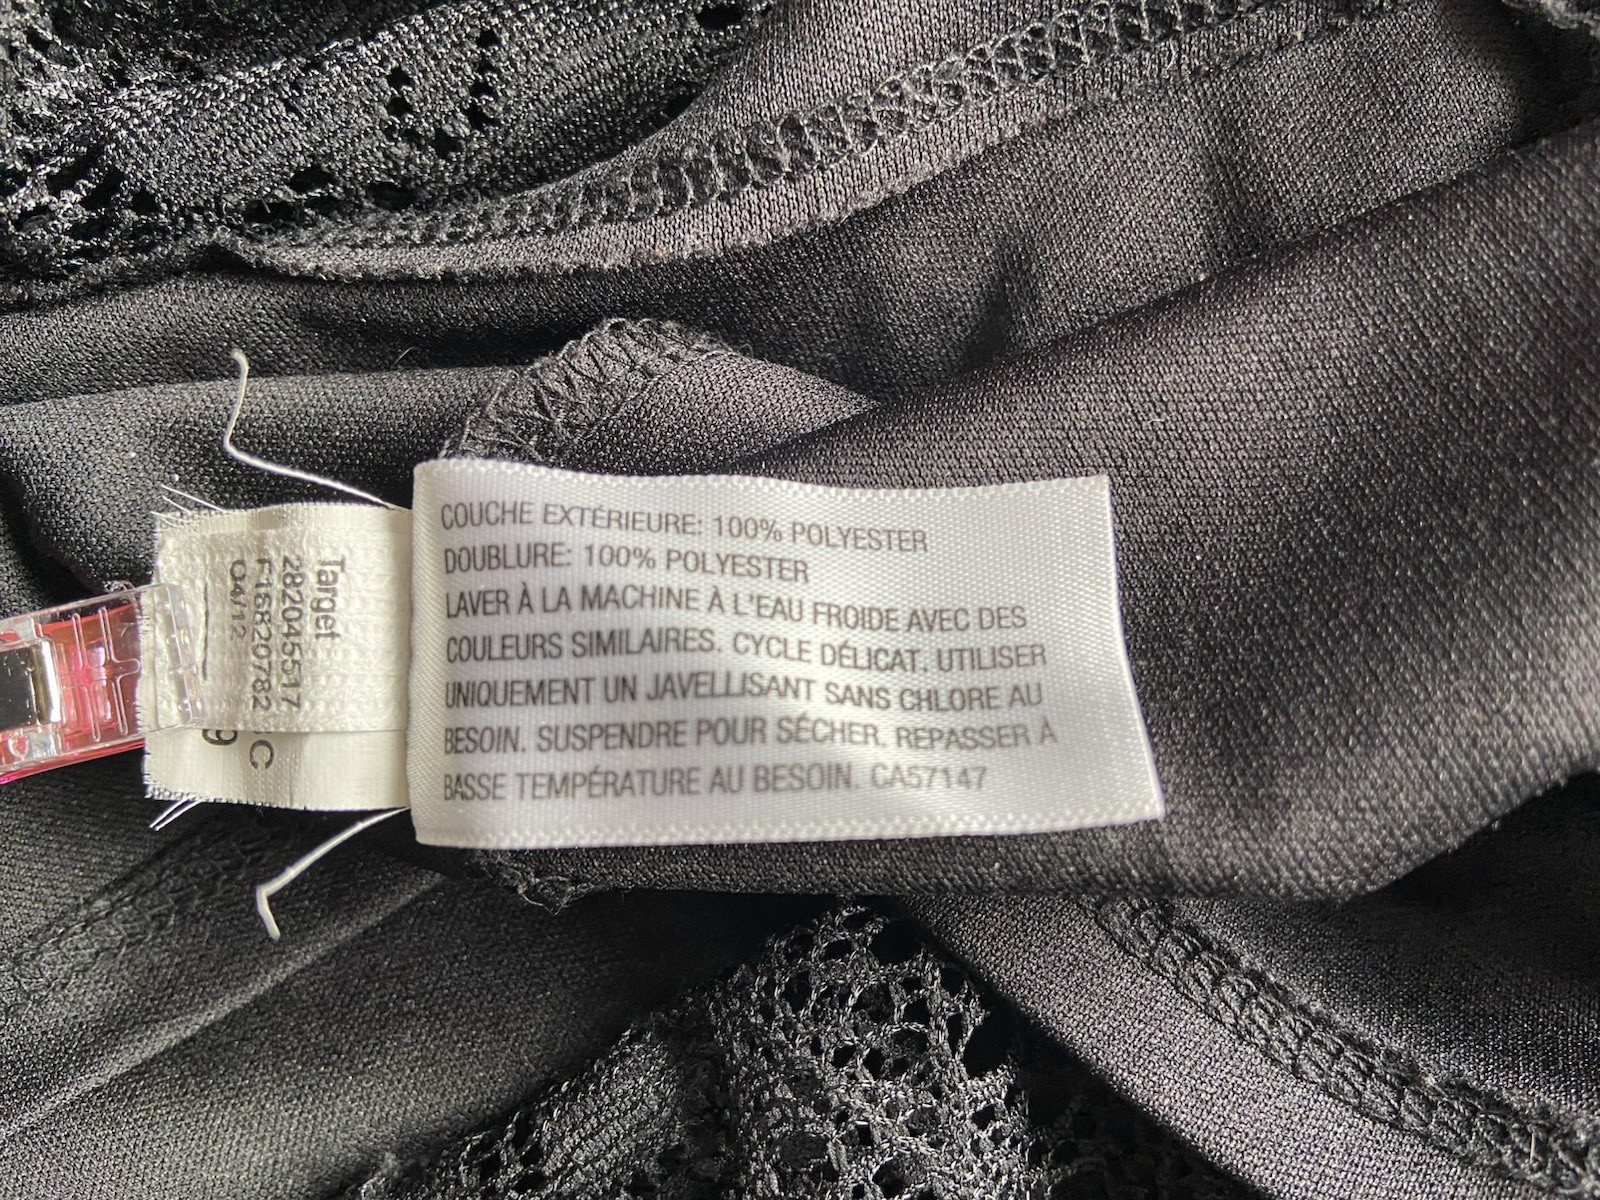 COUCHE EXTÉRIEURE: 100% POLYESTER
DOUBLURE: 100% POLYESTER
LAVER À LA MACHINE À L'EAU FROIDE AVEC DES
COULEURS SIMILAIRES. CYCLE DÉLICAT. UTILISER
UNIQUEMENT UN JAVELLISANT SANS CHLORE AU
BESOIN. SUSPENDRE POUR SÉCHER. REPASSER À
BASSE TEMPÉRATURE AU BESOIN. CA57147
Target
282045517
F16820782
04/12